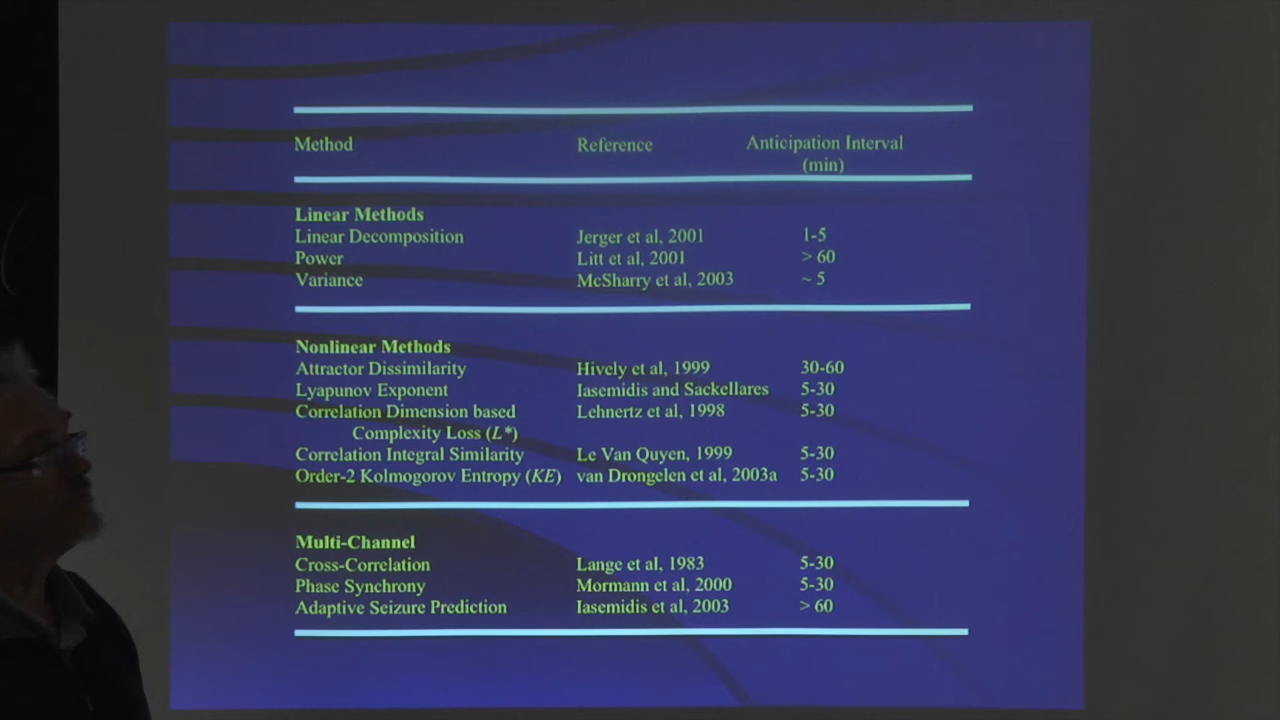 Method Reference Anticipation Interval
(min)
Linear Methods
Linear Decomposition Jerger et al, 2001 1-5
Power Litt et al, 2001 > 60
Variance McSharry et al, 2003 ~ 5
Nonlinear Methods
Attractor Dissimilarity Hively et al, 1999 30-60
Lyapunov Exponent Iasemidis and Sackellares 5-30
Correlation Dimension based Lehnertz et al, 1998 5-30
Complexity Loss (L*)
Correlation Integral Similarity Le Van Quyen, 1999 5-30
Order-2 Kolmogorov Entropy (KE) van Drongelen et al, 2003a 5-30
Multi-Channel
Cross-Correlation Lange et al, 1983 5-30
Phase Synchrony Mormann et al, 2000 5-30
Adaptive Seizure Prediction Iasemidis et al, 2003 > 60